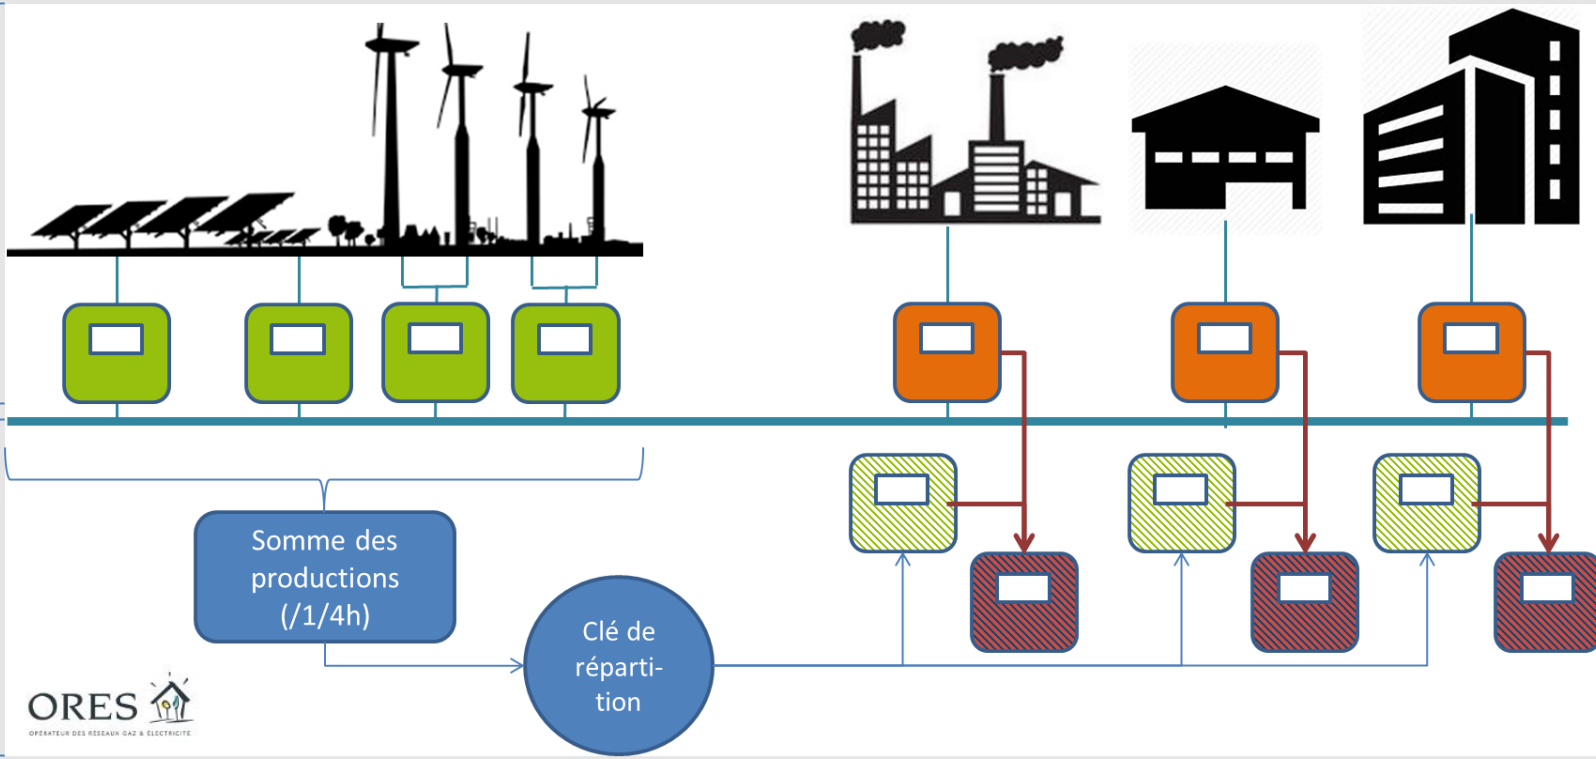 Somme des
productions
(/1/4h)
Clé de
réparti-
tion
ORES
OPÉRATEUR DES RÉSEAUX GAZ & ÉLECTRICITÉ